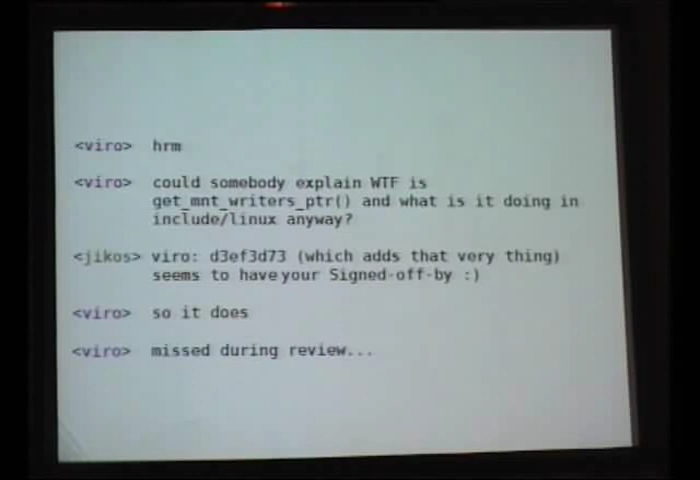 <viro> hrm
<viro> could somebody explain WTF is
get_mnt_writers_ptr() and what is it doing in
include/linux anyway?
<jikos> viro: d3ef3d73 (which adds that very thing)
seems to have your Signed-off-by :)
<viro> so it does
<viro> missed during review...